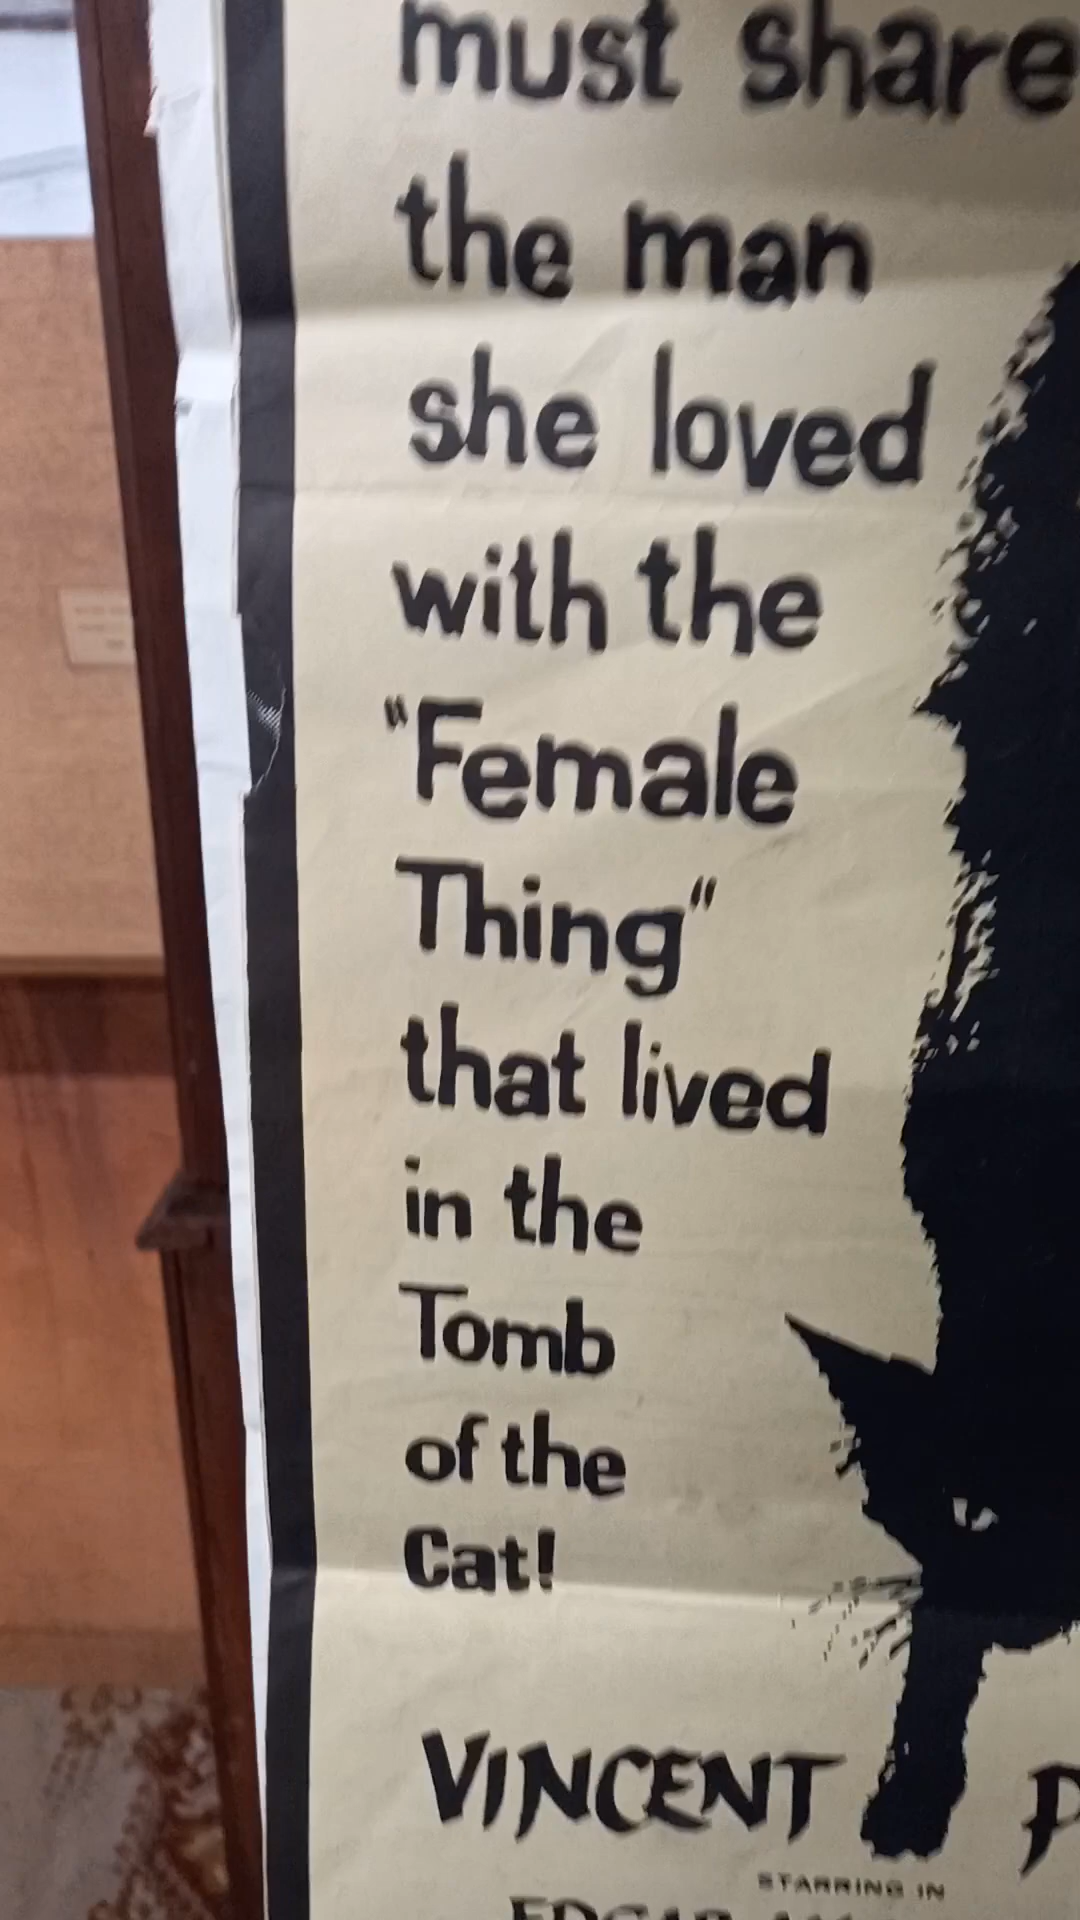 must share
the man
she loved
with the
"Female
Thing"
that lived
in the
Tomb
of the
Cat!
VINCENT P
STARRING IN
EDGAR